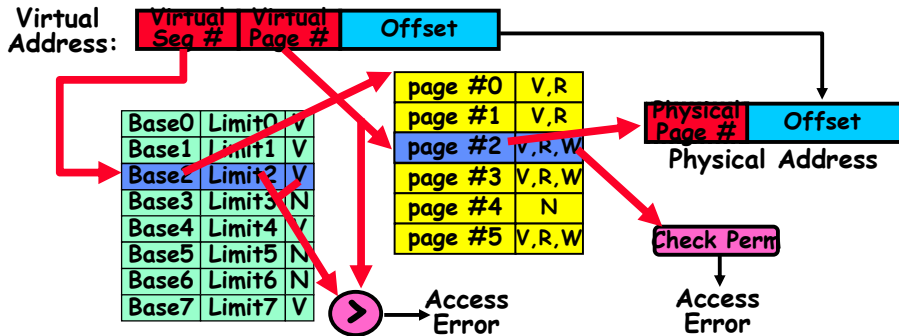 Virtual Address:
Virtual Seg #
Virtual Page #
Offset
page #0 V,R
page #1 V,R
page #2 V,R,W
page #3 V,R,W
page #4 N
page #5 V,R,W
Physical Page #
Offset
Physical Address
Base0 Limit0 V
Base1 Limit1 V
Base2 Limit2 V
Base3 Limit3 N
Base4 Limit4 V
Base5 Limit5 N
Base6 Limit6 N
Base7 Limit7 V
>
Access
Error
Check Perm
Access
Error